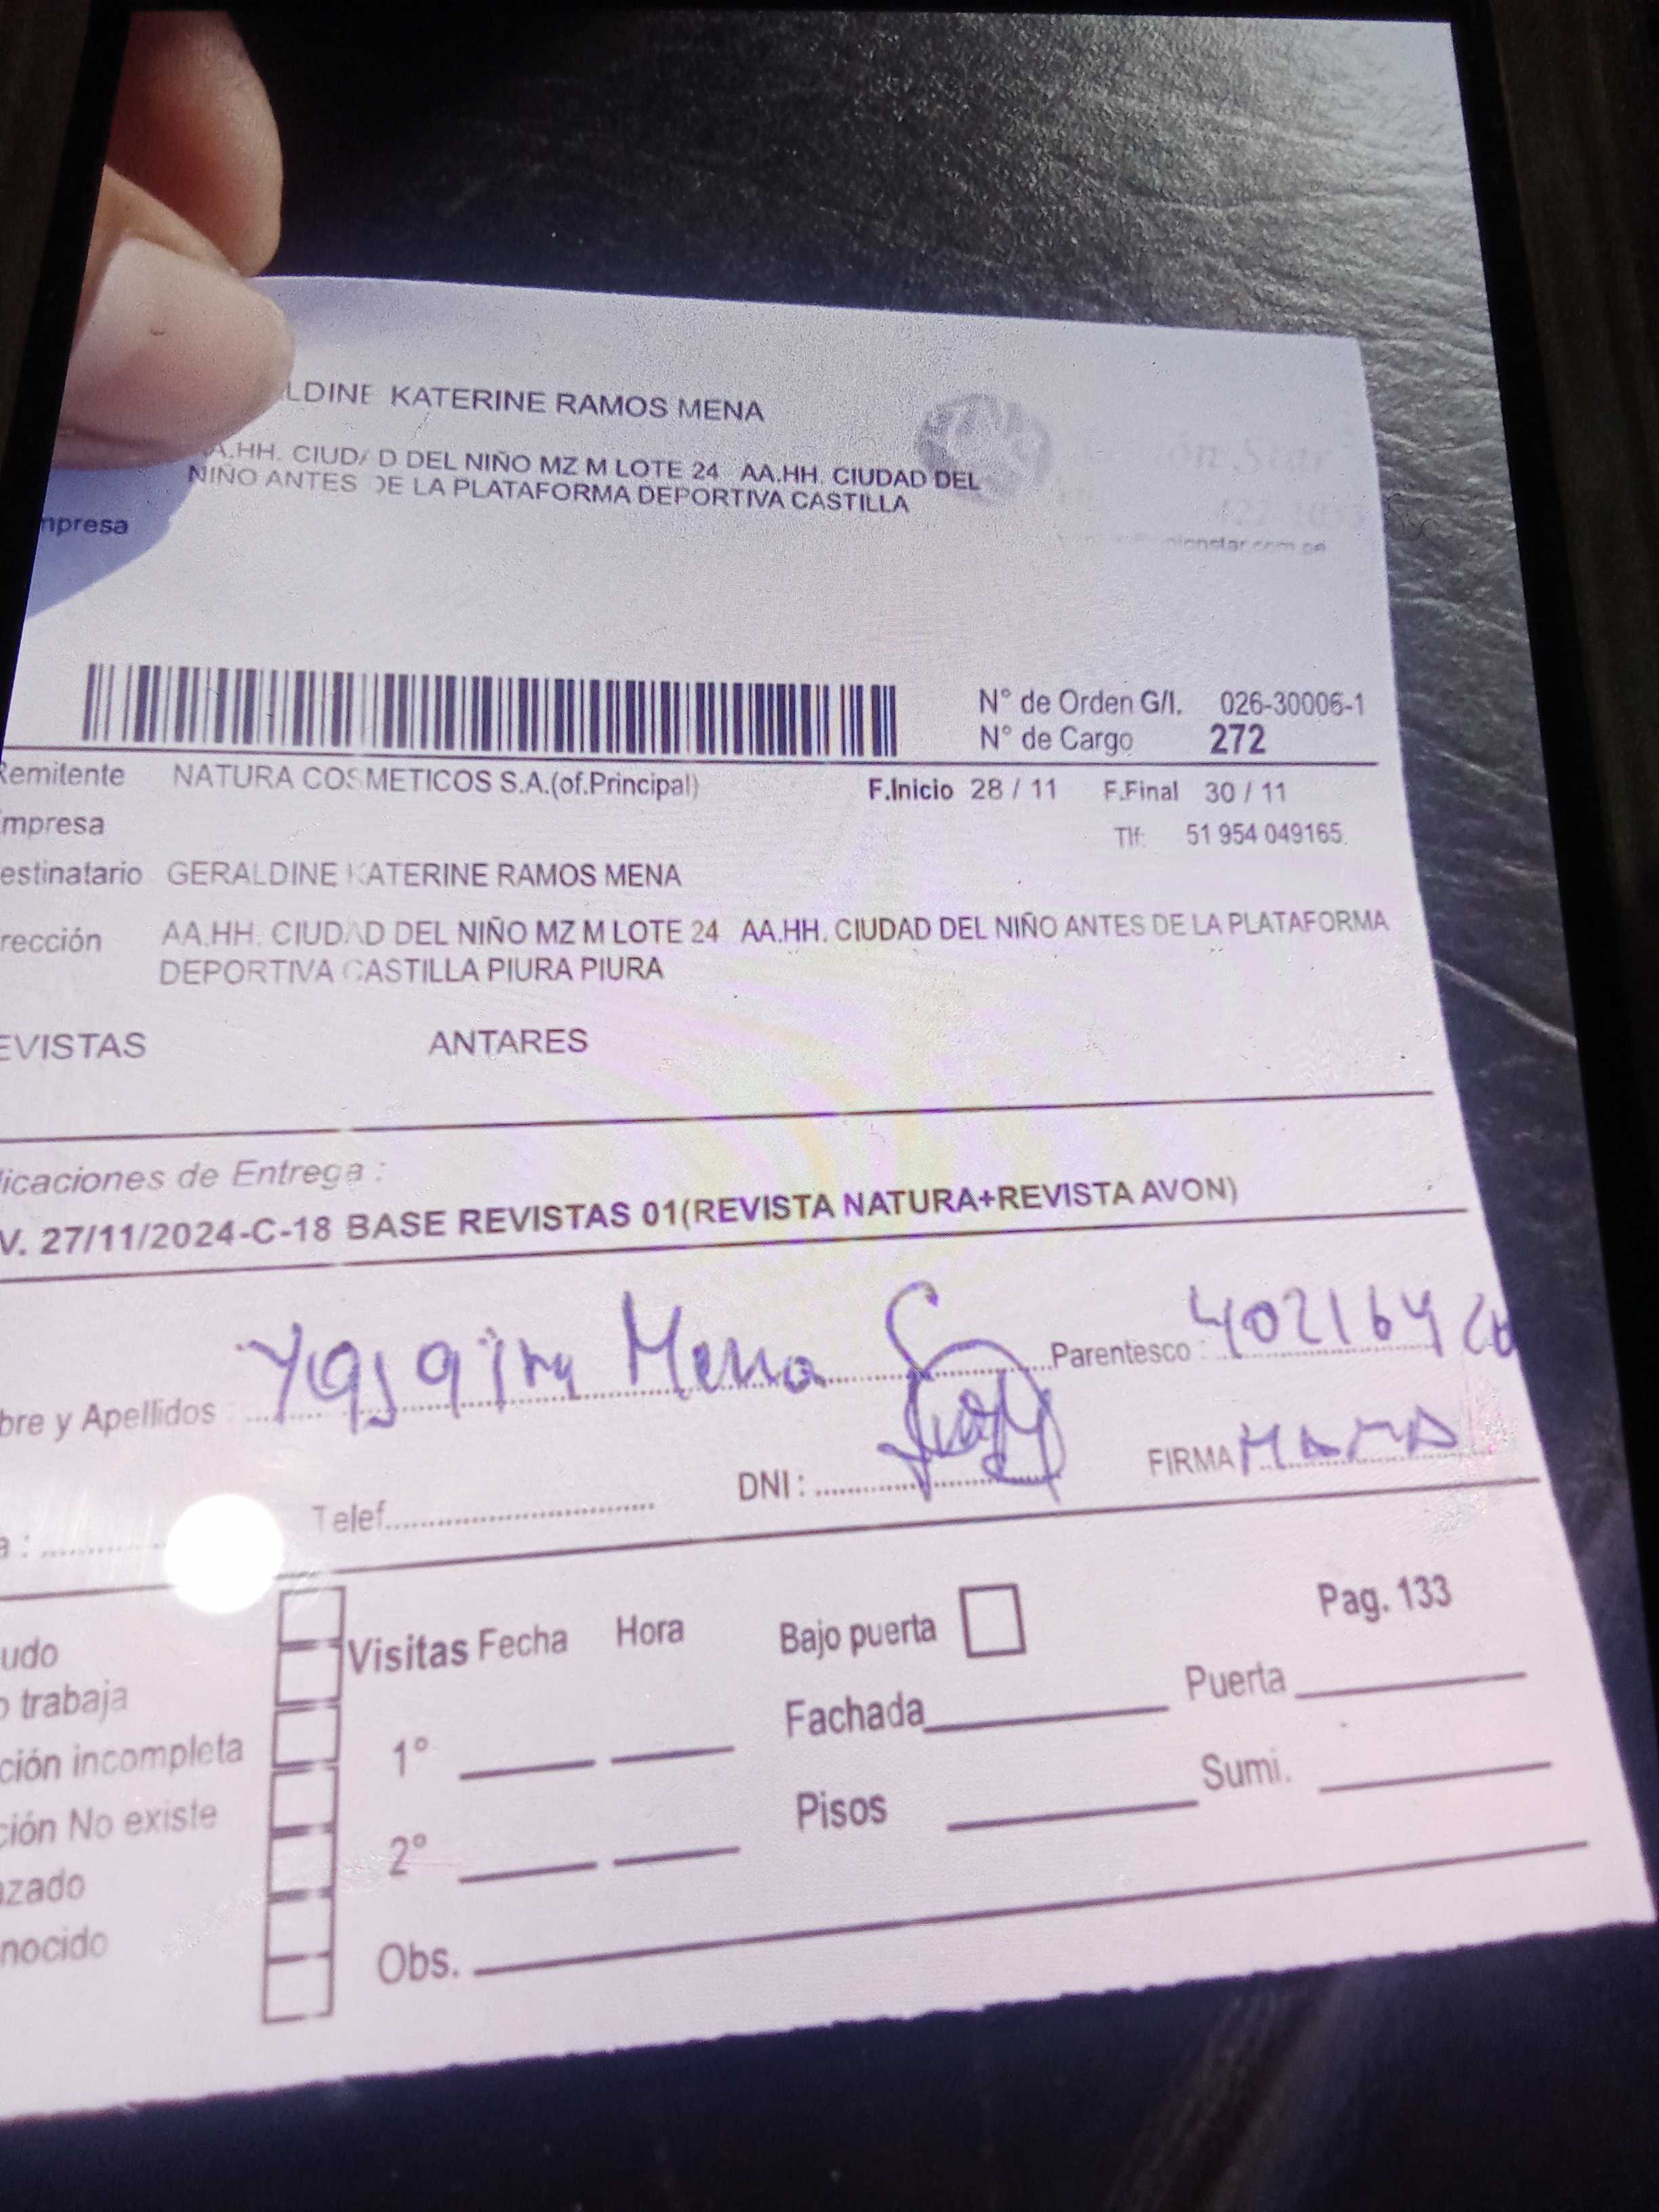 LDINE KATERINE RAMOS MENA
A.HH. CIUDAD DEL NIÑO MZ M LOTE 24 AA.HH. CIUDAD DEL
NIÑO ANTES DE LA PLATAFORMA DEPORTIVA CASTILLA
mpresa
N° de Orden G/I. 026-30006-1
N° de Cargo 272
Remitente NATURA COSMETICOS S.A.(of.Principal) F.Inicio 28 / 11 F.Final 30 / 11
mpresa Tlf: 51 954 049165
estinatario GERALDINE KATERINE RAMOS MENA
rección AA.HH. CIUDAD DEL NIÑO MZ M LOTE 24 AA.HH. CIUDAD DEL NIÑO ANTES DE LA PLATAFORMA
DEPORTIVA CASTILLA PIURA PIURA
EVISTAS ANTARES
licaciones de Entrega :
V. 27/11/2024-C-18 BASE REVISTAS 01(REVISTA NATURA+REVISTA AVON)
bre y Apellidos : Yasaira Mena Parentesco :
Telef. DNI : FIRMA MAMA
a :
Pag. 133
udo Visitas Fecha Hora Bajo puerta
o trabaja Fachada Puerta
ción incompleta 1°
ción No existe Pisos Sumi.
azado 2°
nocido Obs.